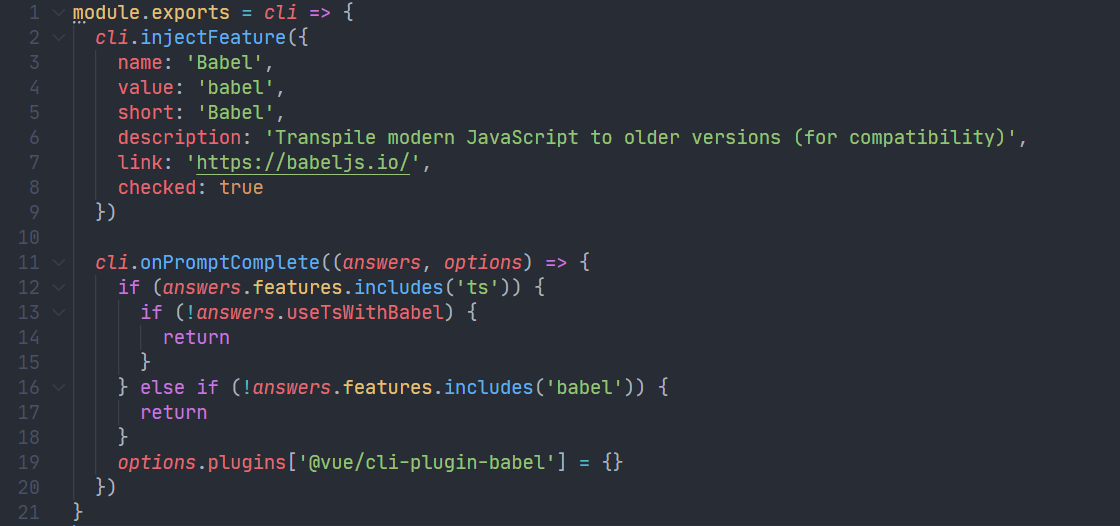 1 module.exports = cli => {
2   cli.injectFeature({
3     name: 'Babel',
4     value: 'babel',
5     short: 'Babel',
6     description: 'Transpile modern JavaScript to older versions (for compatibility)',
7     link: 'https://babeljs.io/',
8     checked: true
9   })
10
11   cli.onPromptComplete((answers, options) => {
12     if (answers.features.includes('ts')) {
13       if (!answers.useTsWithBabel) {
14         return
15       }
16     } else if (!answers.features.includes('babel')) {
17       return
18     }
19     options.plugins['@vue/cli-plugin-babel'] = {}
20   })
21 }